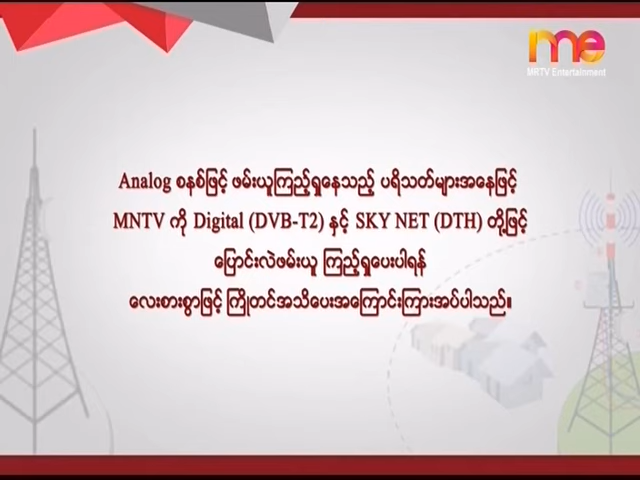 me
MRTV Entertainment
Analog စနစ်ဖြင့် ဖမ်းယူကြည့်ရှုနေသည့် ပရိသတ်များအနေဖြင့်
MNTV ကို Digital (DVB-T2) နှင့် SKY NET (DTH) တို့ဖြင့်
ပြောင်းလဲဖမ်းယူ ကြည့်ရှုပေးပါရန်
လေးစားစွာဖြင့် ကြိုတင်အသိပေးအကြောင်းကြားအပ်ပါသည်။